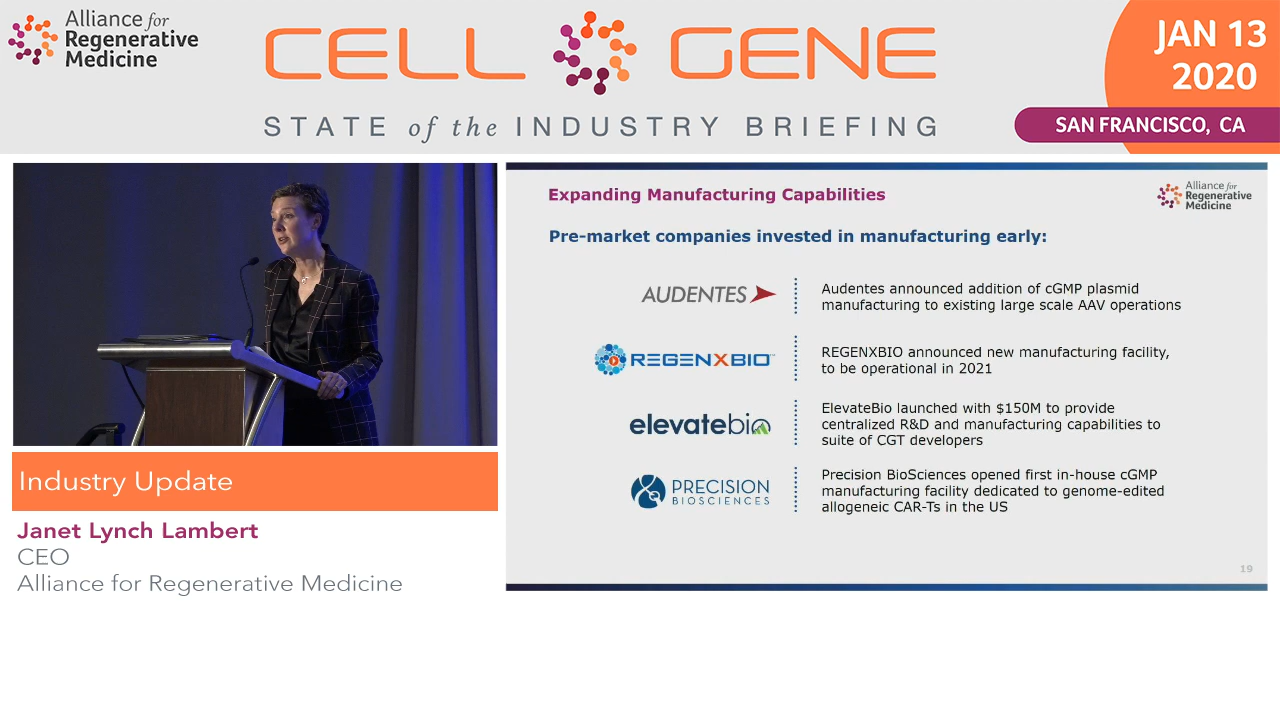 Alliance for
Regenerative
Medicine
CELL GENE
STATE of the INDUSTRY BRIEFING
JAN 13
2020
SAN FRANCISCO, CA
Industry Update
Janet Lynch Lambert
CEO
Alliance for Regenerative Medicine
Expanding Manufacturing Capabilities
Alliance for
Regenerative
Medicine
Pre-market companies invested in manufacturing early:
AUDENTES
Audentes announced addition of cGMP plasmid
manufacturing to existing large scale AAV operations
REGENXBIO™
REGENXBIO announced new manufacturing facility,
to be operational in 2021
elevatebio
ElevateBio launched with $150M to provide
centralized R&D and manufacturing capabilities to
suite of CGT developers
PRECISION
BIOSCIENCES
Precision BioSciences opened first in-house cGMP
manufacturing facility dedicated to genome-edited
allogeneic CAR-Ts in the US
19